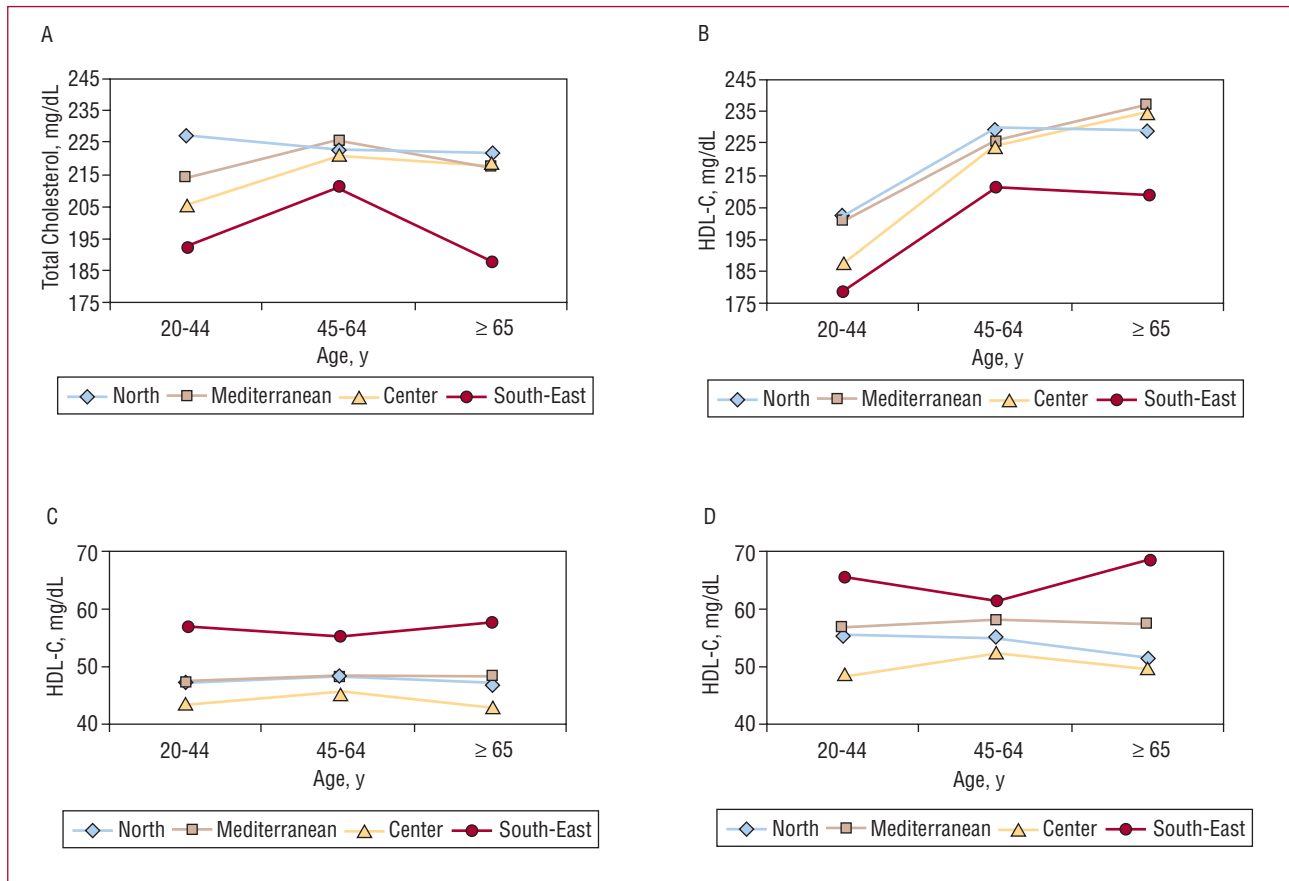 A
Total Cholesterol, mg/dL
245
235
225
215
205
195
185
175
20-44 45-64 ≥ 65
Age, y
North Mediterranean Center South-East
B
HDL-C, mg/dL
245
235
225
215
205
195
185
175
20-44 45-64 ≥ 65
Age, y
North Mediterranean Center South-East
C
HDL-C, mg/dL
70
60
50
40
20-44 45-64 ≥ 65
Age, y
North Mediterranean Center South-East
D
HDL-C, mg/dL
70
60
50
40
20-44 45-64 ≥ 65
Age, y
North Mediterranean Center South-East